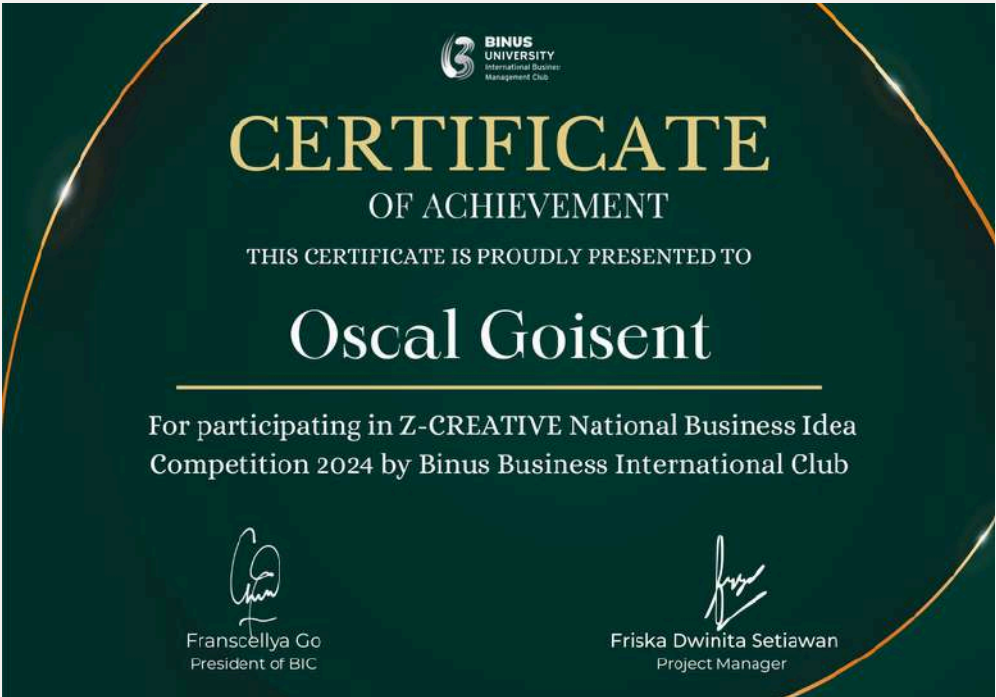 BINUS
UNIVERSITY
International Busines
Management Club
CERTIFICATE
OF ACHIEVEMENT
THIS CERTIFICATE IS PROUDLY PRESENTED TO
Oscal Goisent
For participating in Z-CREATIVE National Business Idea
Competition 2024 by Binus Business International Club
Franscellya Go
President of BIC
Friska Dwinita Setiawan
Project Manager